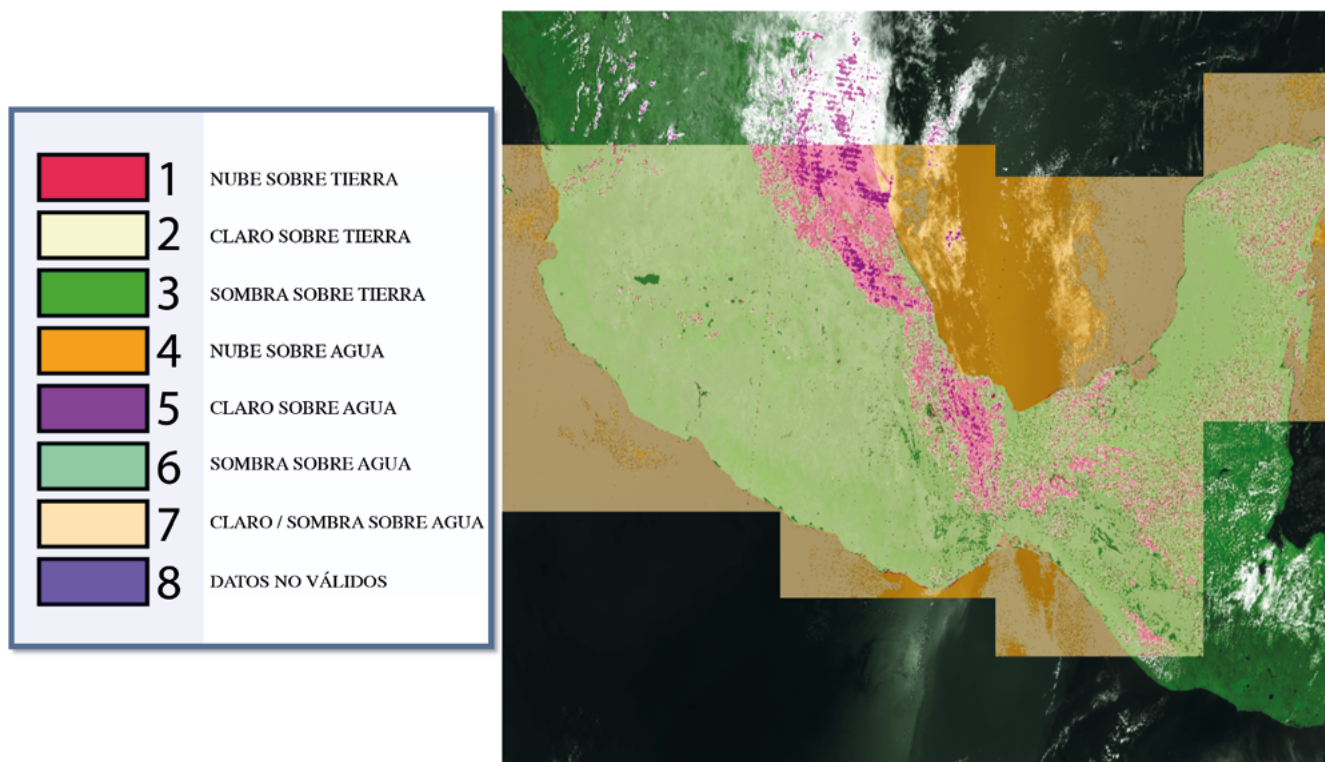 1 NUBE SOBRE TIERRA
2 CLARO SOBRE TIERRA
3 SOMBRA SOBRE TIERRA
4 NUBE SOBRE AGUA
5 CLARO SOBRE AGUA
6 SOMBRA SOBRE AGUA
7 CLARO / SOMBRA SOBRE AGUA
8 DATOS NO VÁLIDOS